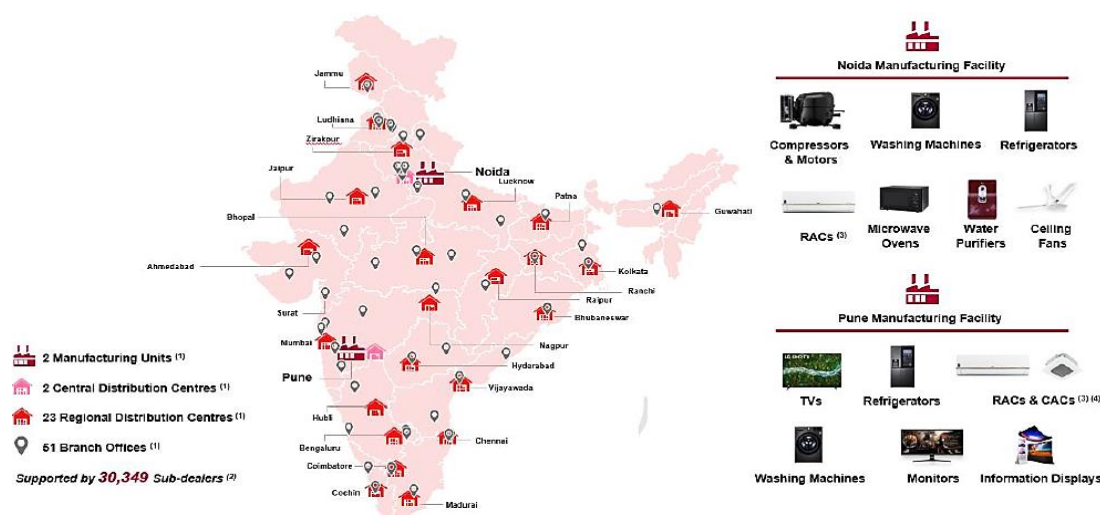 Jammu
Ludhiana
Zirakpur
Noida
Jaipur
Lucknow
Patna
Bhopal
Guwahati
Ahmedabad
Kolkata
Ranchi
Raipur
Surat
Bhubaneswar
Mumbai
Nagpur
Hyderabad
Pune
Vijayawada
Hubli
Chennai
Bengaluru
Coimbatore
Cochin
Madurai
2 Manufacturing Units (1)
2 Central Distribution Centres (1)
23 Regional Distribution Centres (1)
51 Branch Offices (1)
Supported by 30,349 Sub-dealers (2)
Noida Manufacturing Facility
Compressors
& Motors
Washing Machines
Refrigerators
RACs (3)
Microwave
Ovens
Water
Purifiers
Ceiling
Fans
Pune Manufacturing Facility
TVs
Refrigerators
RACs & CACs (3) (4)
Washing Machines
Monitors
Information Displays